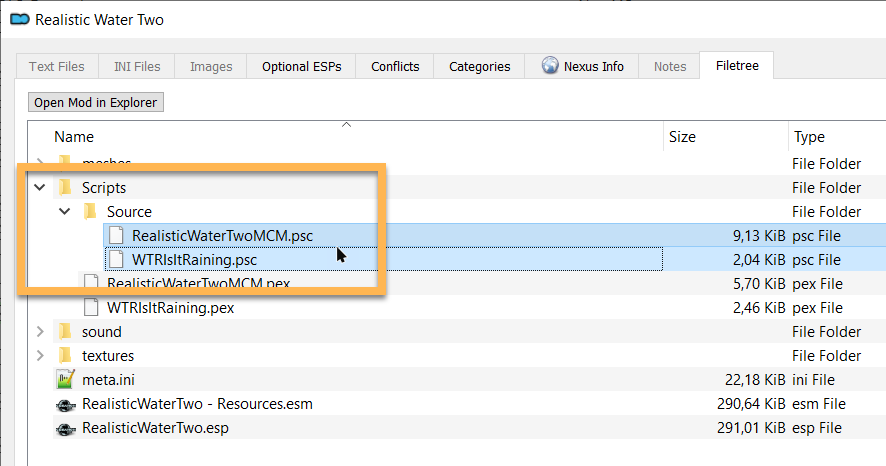 Realistic Water Two
Text Files INI Files Images Optional ESPs Conflicts Categories Nexus Info Notes Filetree
Open Mod in Explorer
Name Size Type
meshes File Folder
Scripts File Folder
Source File Folder
RealisticWaterTwoMCM.psc 9,13 KiB psc File
WTRIsItRaining.psc 2,04 KiB psc File
RealisticWaterTwoMCM.pex 5,70 KiB pex File
WTRIsItRaining.pex 2,46 KiB pex File
sound File Folder
textures File Folder
meta.ini 22,18 KiB ini File
RealisticWaterTwo - Resources.esm 290,64 KiB esm File
RealisticWaterTwo.esp 291,01 KiB esp File